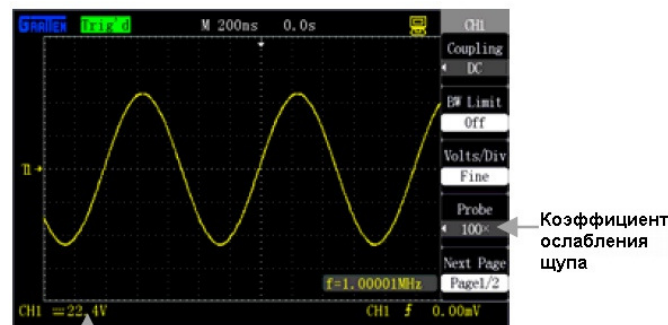 GRATTEN Trig'd M 200ns 0.0s CH1
Coupling
DC
BW Limit
Off
Volts/Div
Fine
Probe
100×
Коэффициент
ослабления
щупа
Next Page
Page1/2
f=1.00001MHz
CH1 22.4V CH1 0.00mV